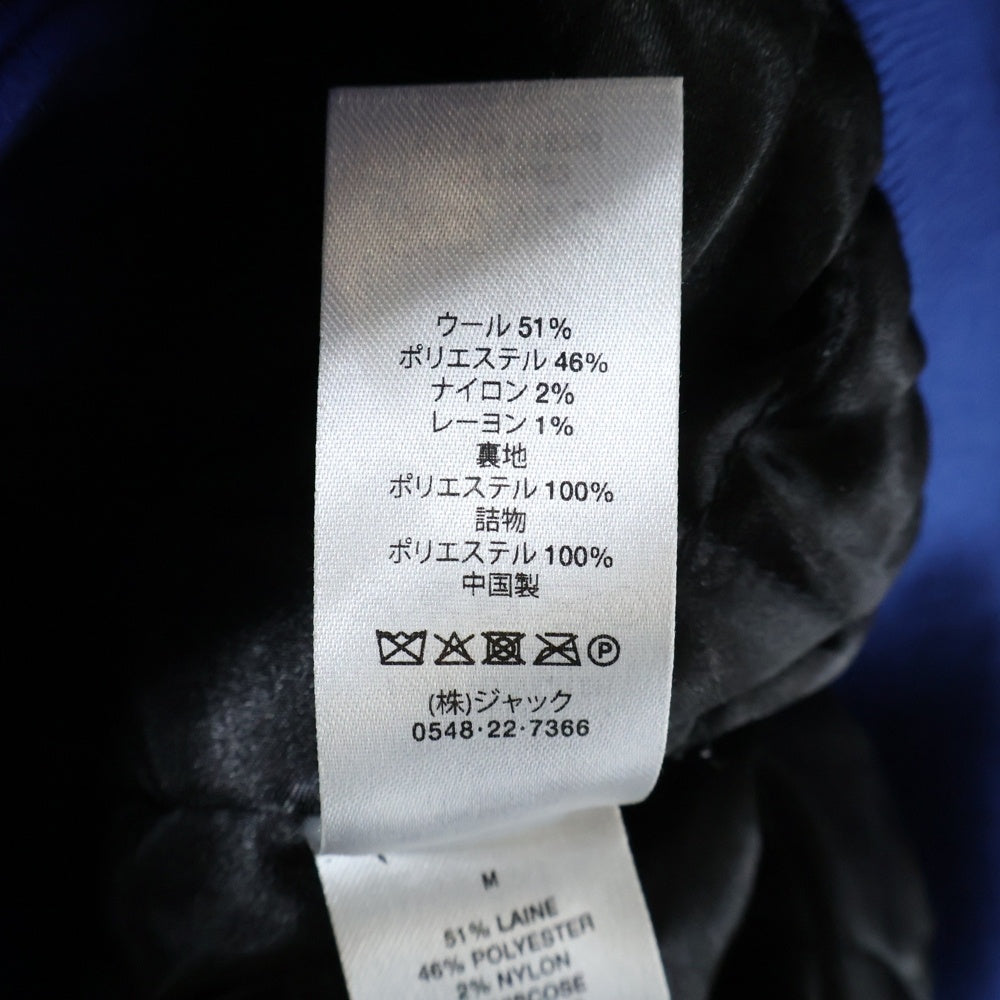 ウール 51%
ポリエステル 46%
ナイロン 2%
レーヨン 1%
裏地
ポリエステル 100%
詰物
ポリエステル 100%
中国製
P
(株)ジャック
0548·22·7366
M
51% LAINE
46% POLYESTER
2% NYLON